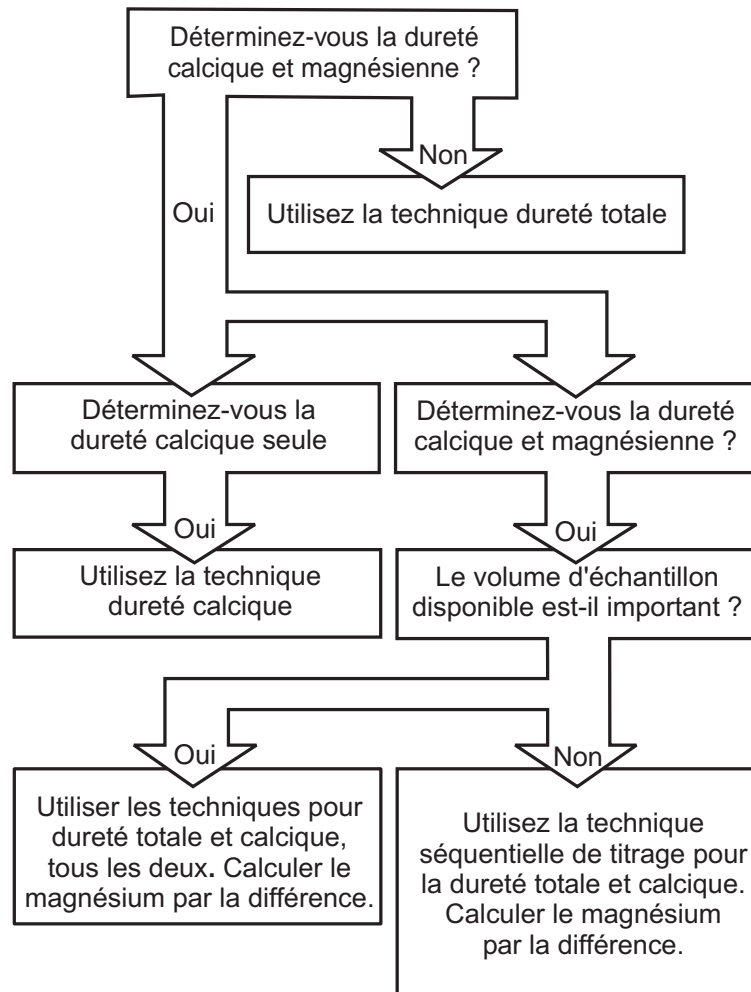 Déterminez-vous la dureté
calcique et magnésienne ?
Non
Oui
Utilisez la technique dureté totale
Déterminez-vous la
dureté calcique seule
Déterminez-vous la dureté
calcique et magnésienne ?
Oui
Oui
Utilisez la technique
dureté calcique
Le volume d'échantillon
disponible est-il important ?
Oui
Non
Utiliser les techniques pour
dureté totale et calcique,
tous les deux. Calculer le
magnésium par la différence.
Utilisez la technique
séquentielle de titrage pour
la dureté totale et calcique.
Calculer le magnésium
par la différence.